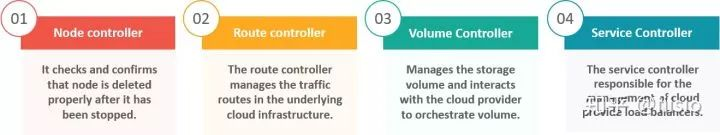 01
Node controller
It checks and confirms
that node is deleted
properly after it has
been stopped.
02
Route controller
The route controller
manages the traffic
routes in the underlying
cloud infrastructure.
03
Volume Controller
Manages the storage
volume and interacts
with the cloud provider
to orchestrate volume.
04
Service Controller
The service controller
responsible for the
management of cloud
provide load balancers.